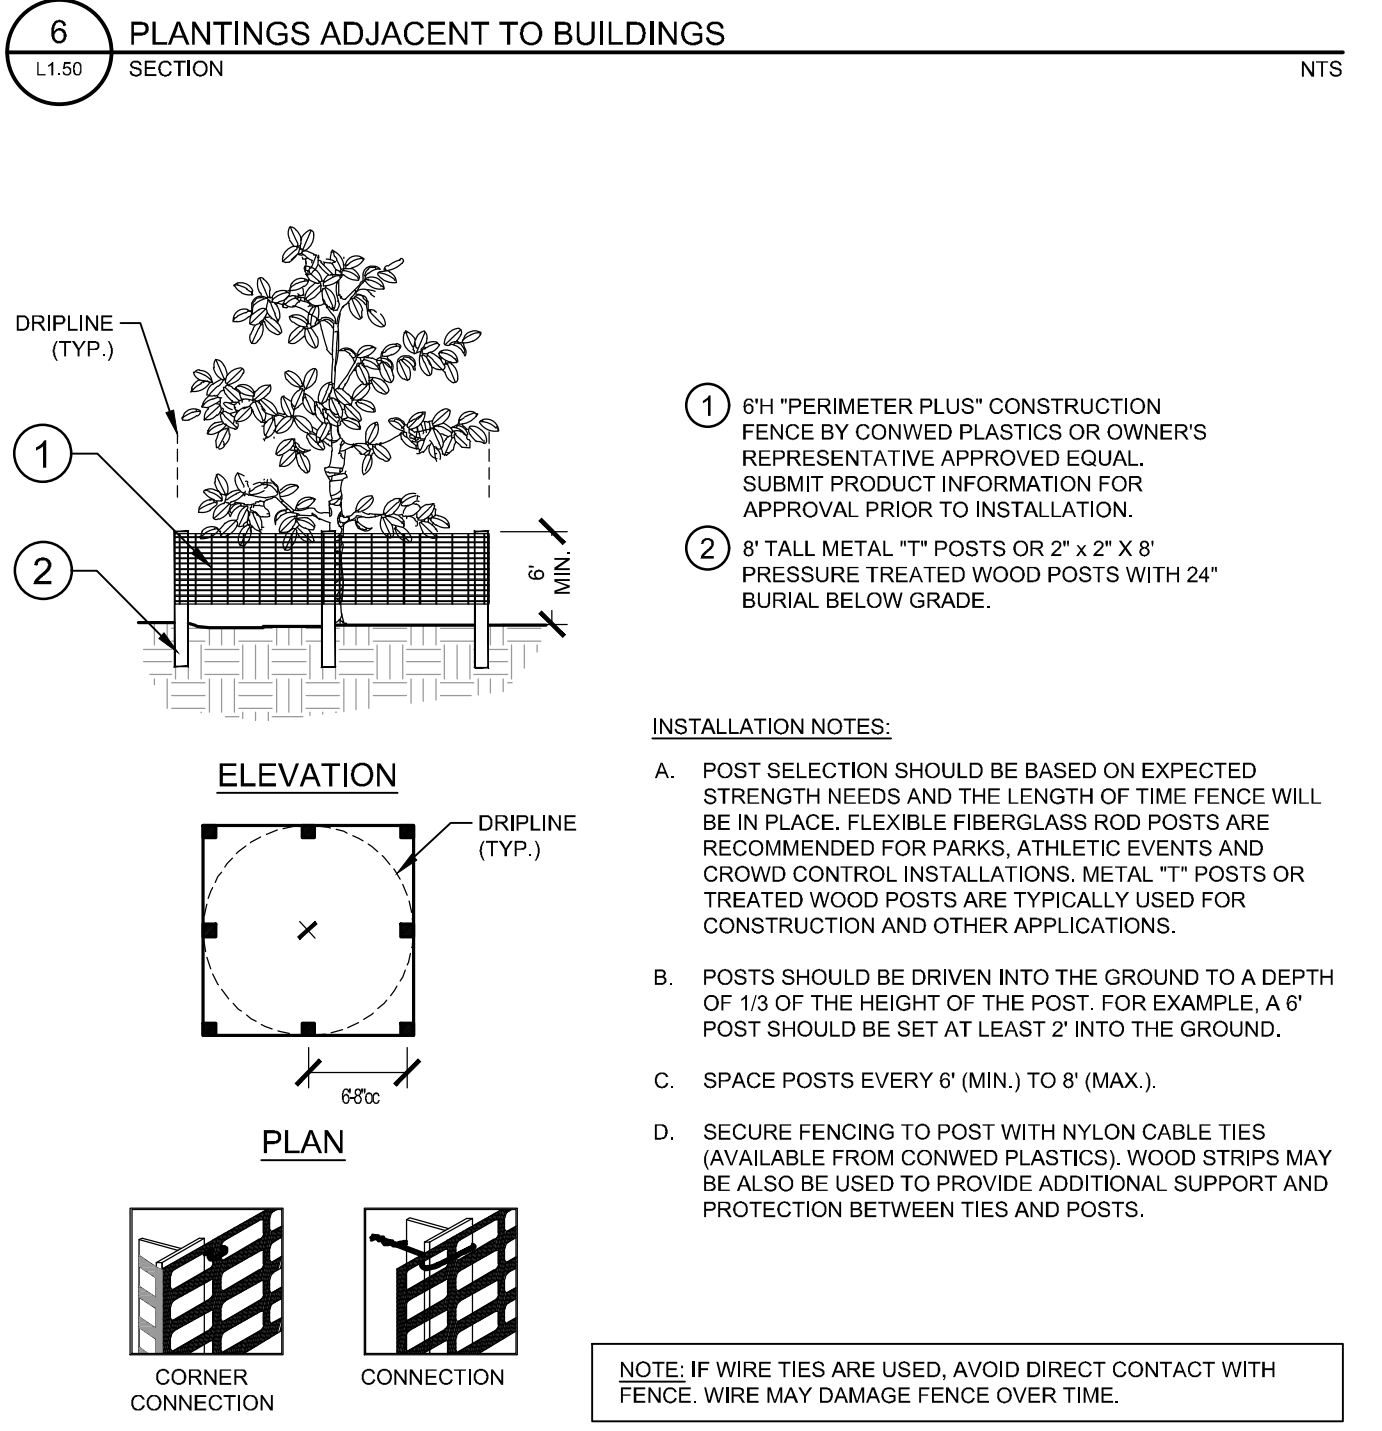 6
L1.50
PLANTINGS ADJACENT TO BUILDINGS
SECTION
NTS
DRIPLINE
(TYP.)
1
2
6'
MIN.
1
6'H "PERIMETER PLUS" CONSTRUCTION
FENCE BY CONWED PLASTICS OR OWNER'S
REPRESENTATIVE APPROVED EQUAL.
SUBMIT PRODUCT INFORMATION FOR
APPROVAL PRIOR TO INSTALLATION.
2
8' TALL METAL "T" POSTS OR 2" x 2" X 8'
PRESSURE TREATED WOOD POSTS WITH 24"
BURIAL BELOW GRADE.
ELEVATION
DRIPLINE
(TYP.)
6'-8"oc
PLAN
CORNER
CONNECTION
CONNECTION
INSTALLATION NOTES:
A. POST SELECTION SHOULD BE BASED ON EXPECTED
STRENGTH NEEDS AND THE LENGTH OF TIME FENCE WILL
BE IN PLACE. FLEXIBLE FIBERGLASS ROD POSTS ARE
RECOMMENDED FOR PARKS, ATHLETIC EVENTS AND
CROWD CONTROL INSTALLATIONS. METAL "T" POSTS OR
TREATED WOOD POSTS ARE TYPICALLY USED FOR
CONSTRUCTION AND OTHER APPLICATIONS.
B. POSTS SHOULD BE DRIVEN INTO THE GROUND TO A DEPTH
OF 1/3 OF THE HEIGHT OF THE POST. FOR EXAMPLE, A 6'
POST SHOULD BE SET AT LEAST 2' INTO THE GROUND.
C. SPACE POSTS EVERY 6' (MIN.) TO 8' (MAX.).
D. SECURE FENCING TO POST WITH NYLON CABLE TIES
(AVAILABLE FROM CONWED PLASTICS). WOOD STRIPS MAY
BE ALSO BE USED TO PROVIDE ADDITIONAL SUPPORT AND
PROTECTION BETWEEN TIES AND POSTS.
NOTE: IF WIRE TIES ARE USED, AVOID DIRECT CONTACT WITH
FENCE. WIRE MAY DAMAGE FENCE OVER TIME.